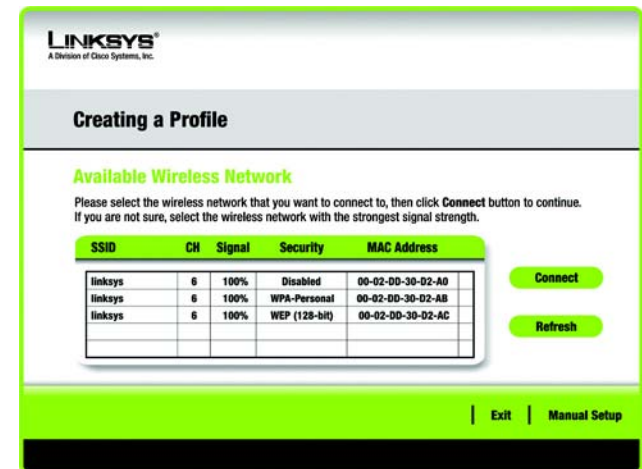 LINKSYS®
A Division of Cisco Systems, Inc.
Creating a Profile
Available Wireless Network
Please select the wireless network that you want to connect to, then click Connect button to continue.
If you are not sure, select the wireless network with the strongest signal strength.
SSID CH Signal Security MAC Address
linksys 6 100% Disabled 00-02-DD-30-D2-A0
linksys 6 100% WPA-Personal 00-02-DD-30-D2-AB
linksys 6 100% WEP (128-bit) 00-02-DD-30-D2-AC
Connect
Refresh
Exit Manual Setup